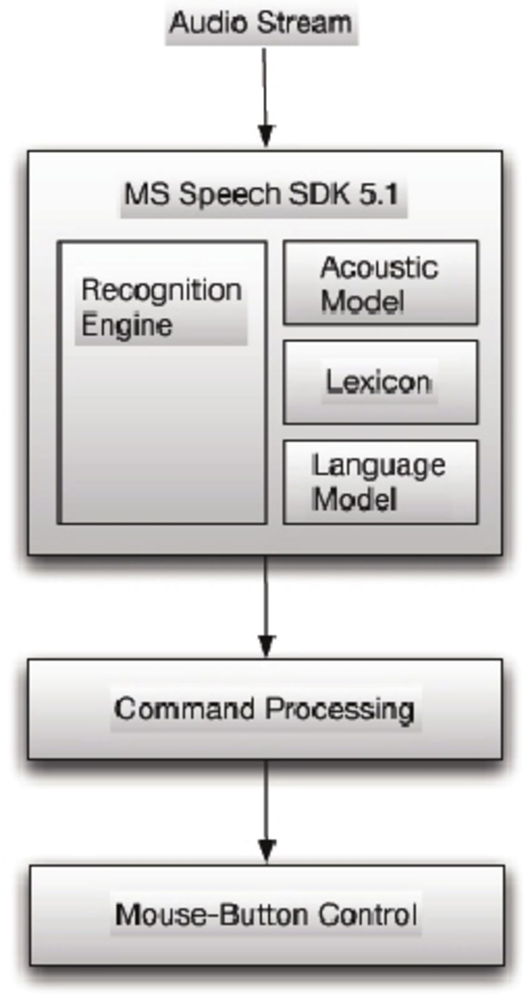 Audio Stream
MS Speech SDK 5.1
Recognition
Engine
Acoustic
Model
Lexicon
Language
Model
Command Processing
Mouse-Button Control